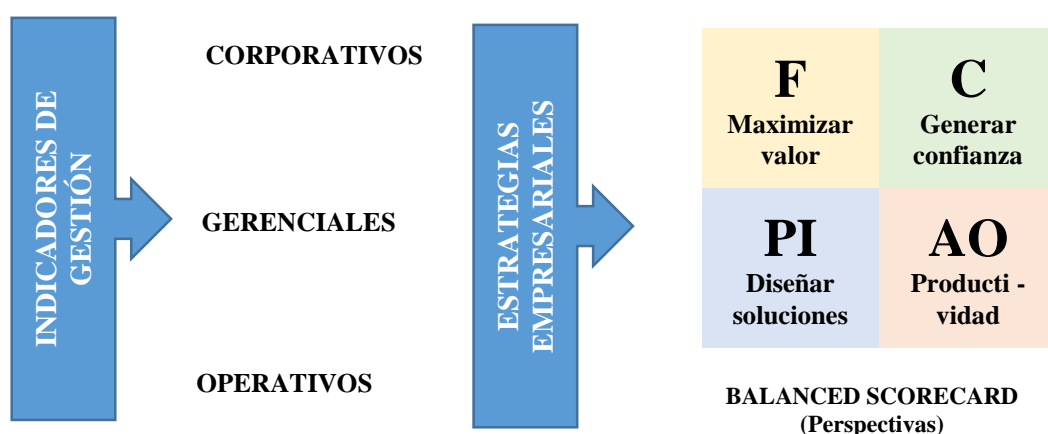 INDICADORES DE
GESTIÓN
CORPORATIVOS
GERENCIALES
OPERATIVOS
ESTRATEGIAS
EMPRESARIALES
F
Maximizar
valor
C
Generar
confianza
PI
Diseñar
soluciones
AO
Producti -
vidad
BALANCED SCORECARD
(Perspectivas)